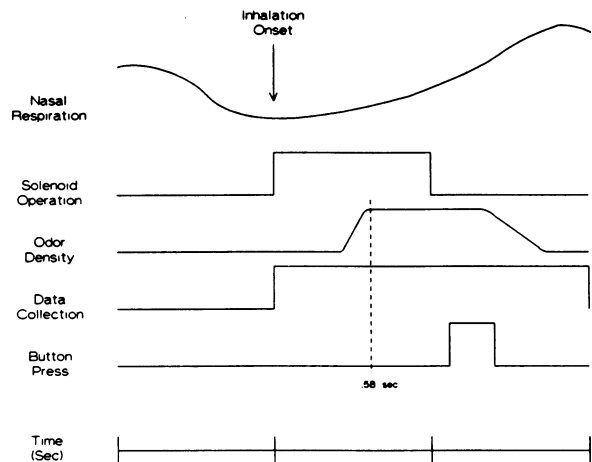 Inhalation
Onset
Nasal
Respiration
Solenoid
Operation
Odor
Density
Data
Collection
Button
Press
.58 sec
Time
(Sec)